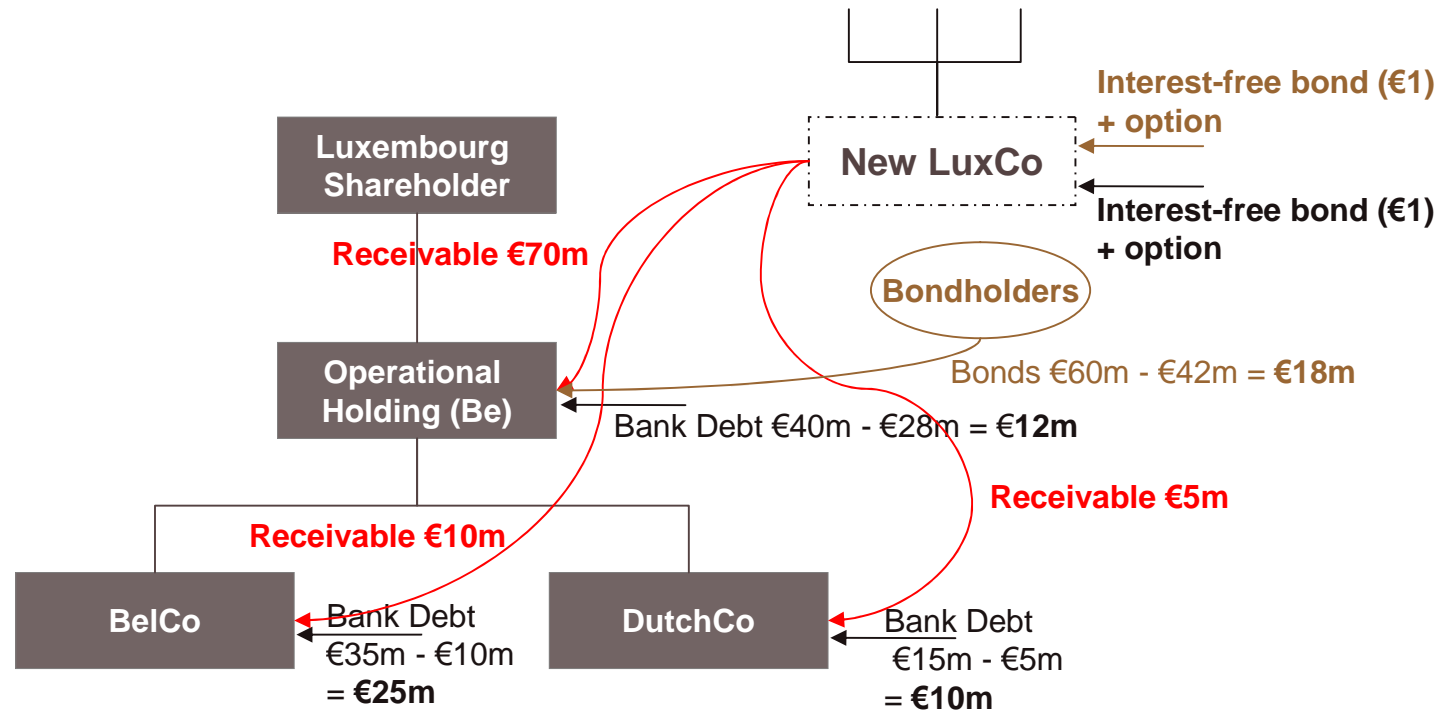 Interest-free bond (€1)
+ option
Luxembourg
Shareholder
New LuxCo
Interest-free bond (€1)
+ option
Receivable €70m
Bondholders
Operational
Holding (Be)
Bonds €60m - €42m = €18m
Bank Debt €40m - €28m = €12m
Receivable €5m
Receivable €10m
BelCo
Bank Debt
€35m - €10m
= €25m
DutchCo
Bank Debt
€15m - €5m
= €10m